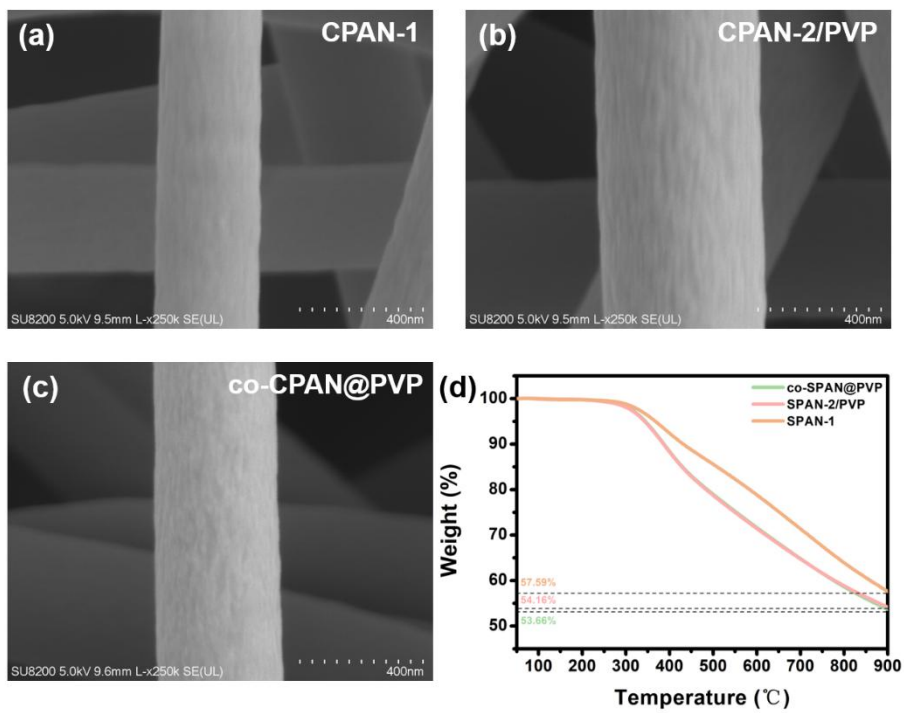 (a) CPAN-1
SU8200 5.0kV 9.5mm L-x250k SE(UL) 400nm
(b) CPAN-2/PVP
SU8200 5.0kV 9.5mm L-x250k SE(UL) 400nm
(c) co-CPAN@PVP
SU8200 5.0kV 9.6mm L-x250k SE(UL) 400nm
(d)
co-SPAN@PVP
SPAN-2/PVP
SPAN-1
Weight (%)
100
90
80
70
60
50
57.59%
54.16%
53.66%
100 200 300 400 500 600 700 800 900
Temperature (℃)